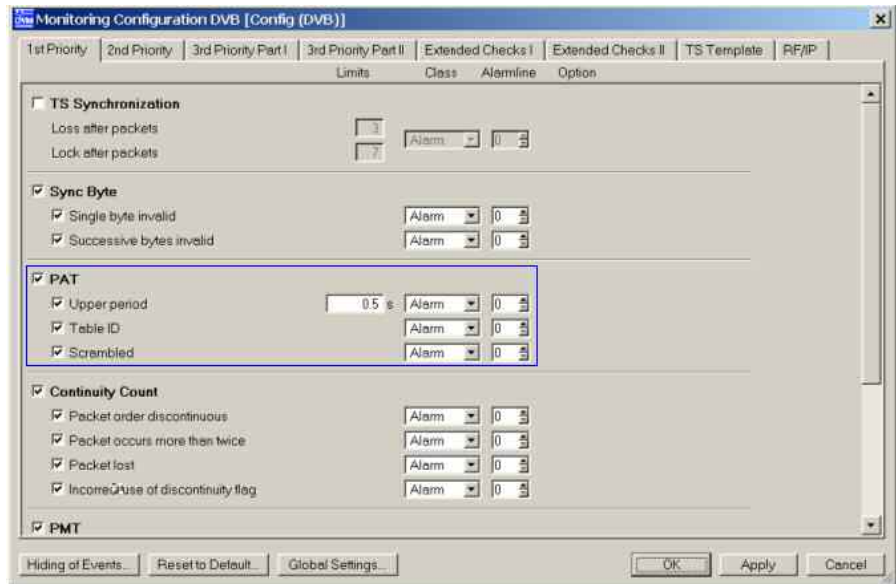 Monitoring Configuration DVB [Config (DVB)]
1st Priority 2nd Priority 3rd Priority Part I 3rd Priority Part II Extended Checks I Extended Checks II TS Template RF/IP
Limits Class Alarmline Option
TS Synchronization
Loss after packets 3
Alarm 0
Lock after packets 7
Sync Byte
Single byte invalid Alarm 0
Successive bytes invalid Alarm 0
PAT
Upper period 0.5 s Alarm 0
Table ID Alarm 0
Scrambled Alarm 0
Continuity Count
Packet order discontinuous Alarm 0
Packet occurs more than twice Alarm 0
Packet lost Alarm 0
use of discontinuity flag Alarm 0
PMT
Hiding of Events... Reset to Default... Global Settings... OK Apply Cancel